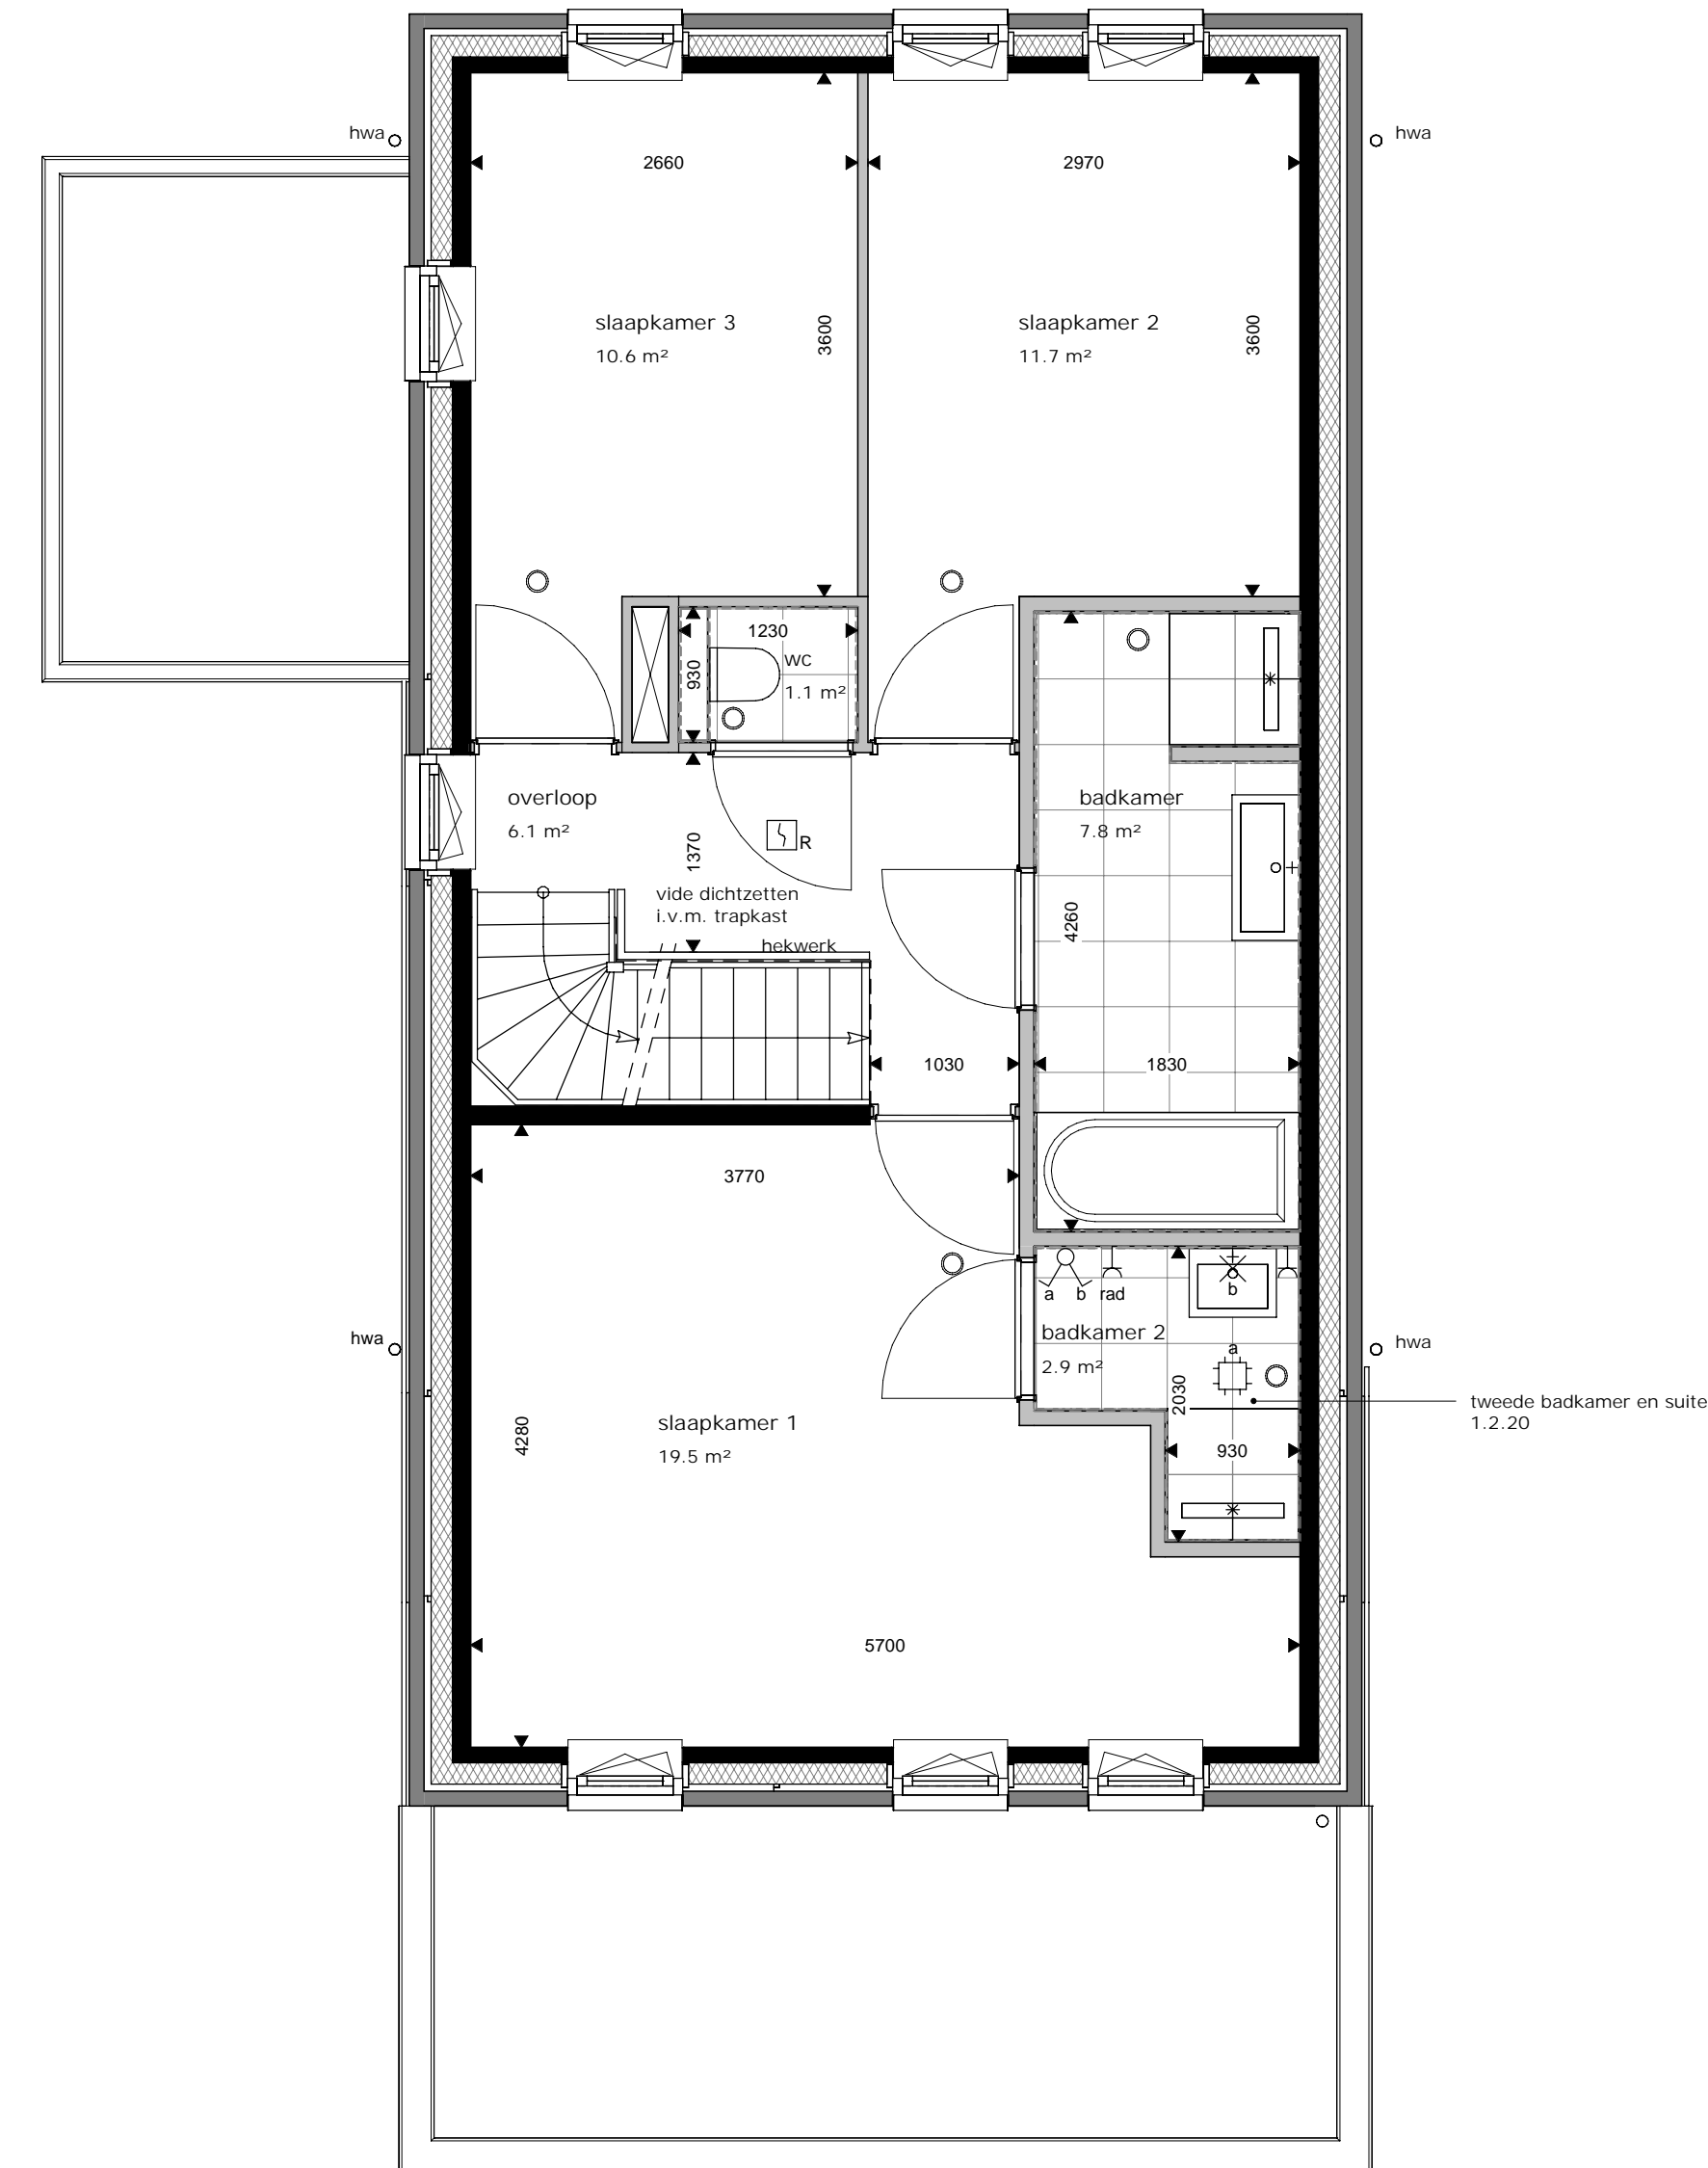 hwa
hwa
2660
2970
slaapkamer 3
10.6 m²
3600
slaapkamer 2
11.7 m²
3600
1230
930
wc
1.1 m²
overloop
6.1 m²
1370
R
badkamer
7.8 m²
vide dichtzetten
i.v.m. trapkast
hekwerk
4260
1030
1830
3770
a b rad
b
badkamer 2
2.9 m²
a
hwa
hwa
2030
tweede badkamer en suite
1.2.20
slaapkamer 1
19.5 m²
4280
930
5700